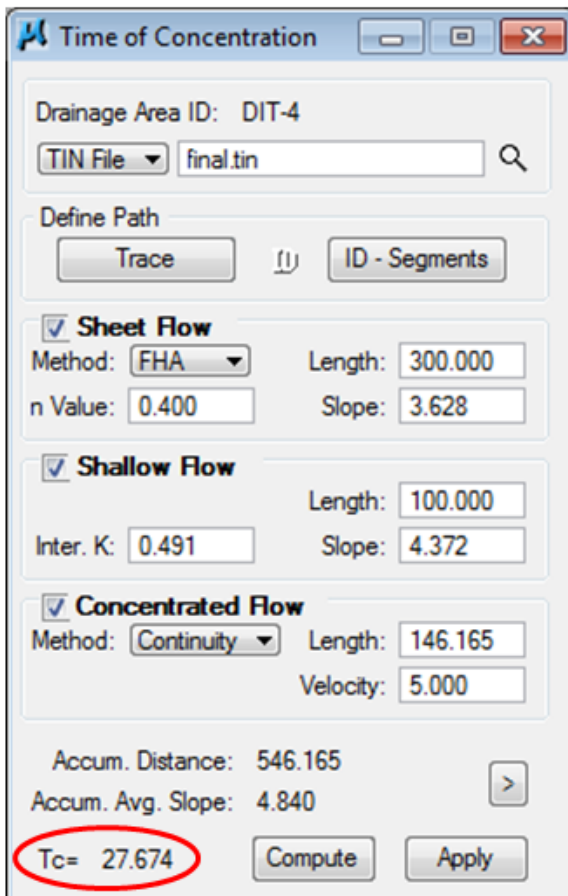 Time of Concentration
Drainage Area ID: DIT-4
TIN File final.tin
Define Path
Trace ID - Segments
Sheet Flow
Method: FHA Length: 300.000
n Value: 0.400 Slope: 3.628
Shallow Flow
Length: 100.000
Inter. K: 0.491 Slope: 4.372
Concentrated Flow
Method: Continuity Length: 146.165
Velocity: 5.000
Accum. Distance: 546.165
>
Accum. Avg. Slope: 4.840
Tc= 27.674 Compute Apply